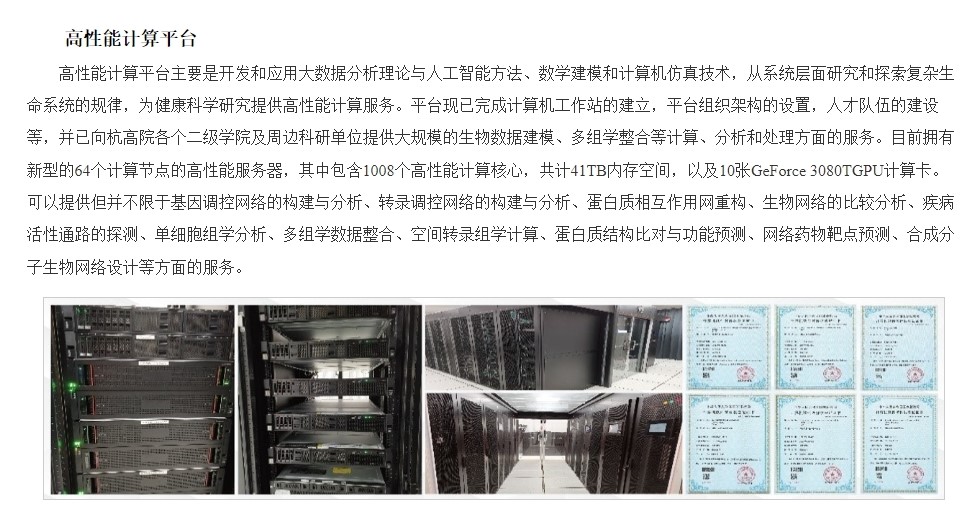 高性能计算平台
高性能计算平台主要是开发和应用大数据分析理论与人工智能方法、数学建模和计算机仿真技术，从系统层面研究和探索复杂生
命系统的规律，为健康科学研究提供高性能计算服务。平台现已完成计算机工作站的建立，平台组织架构的设置，人才队伍的建设
等，并已向杭高院各个二级学院及周边科研单位提供大规模的生物数据建模、多组学整合等计算、分析和处理方面的服务。目前拥有
新型的64个计算节点的高性能服务器，其中包含1008个高性能计算核心，共计41TB内存空间，以及10张GeForce 3080TGPU计算卡。
可以提供但并不限于基因调控网络的构建与分析、转录调控网络的构建与分析、蛋白质相互作用网重构、生物网络的比较分析、疾病
活性通路的探测、单细胞组学分析、多组学数据整合、空间转录组学计算、蛋白质结构比对与功能预测、网络药物靶点预测、合成分
子生物网络设计等方面的服务。